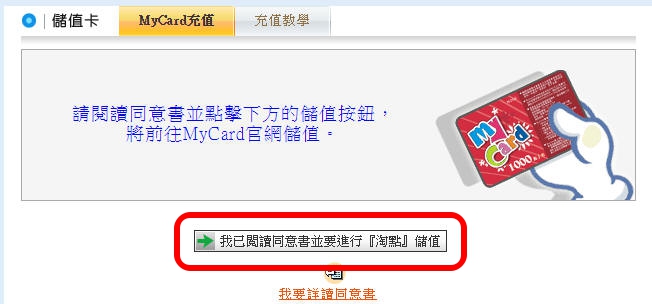 儲值卡 MyCard充值 充值教學
請閱讀同意書並點擊下方的儲值按鈕，
將前往MyCard官網儲值。
My
Card
1000
我已閱讀同意書並要進行『淘點』儲值
我要詳讀同意書